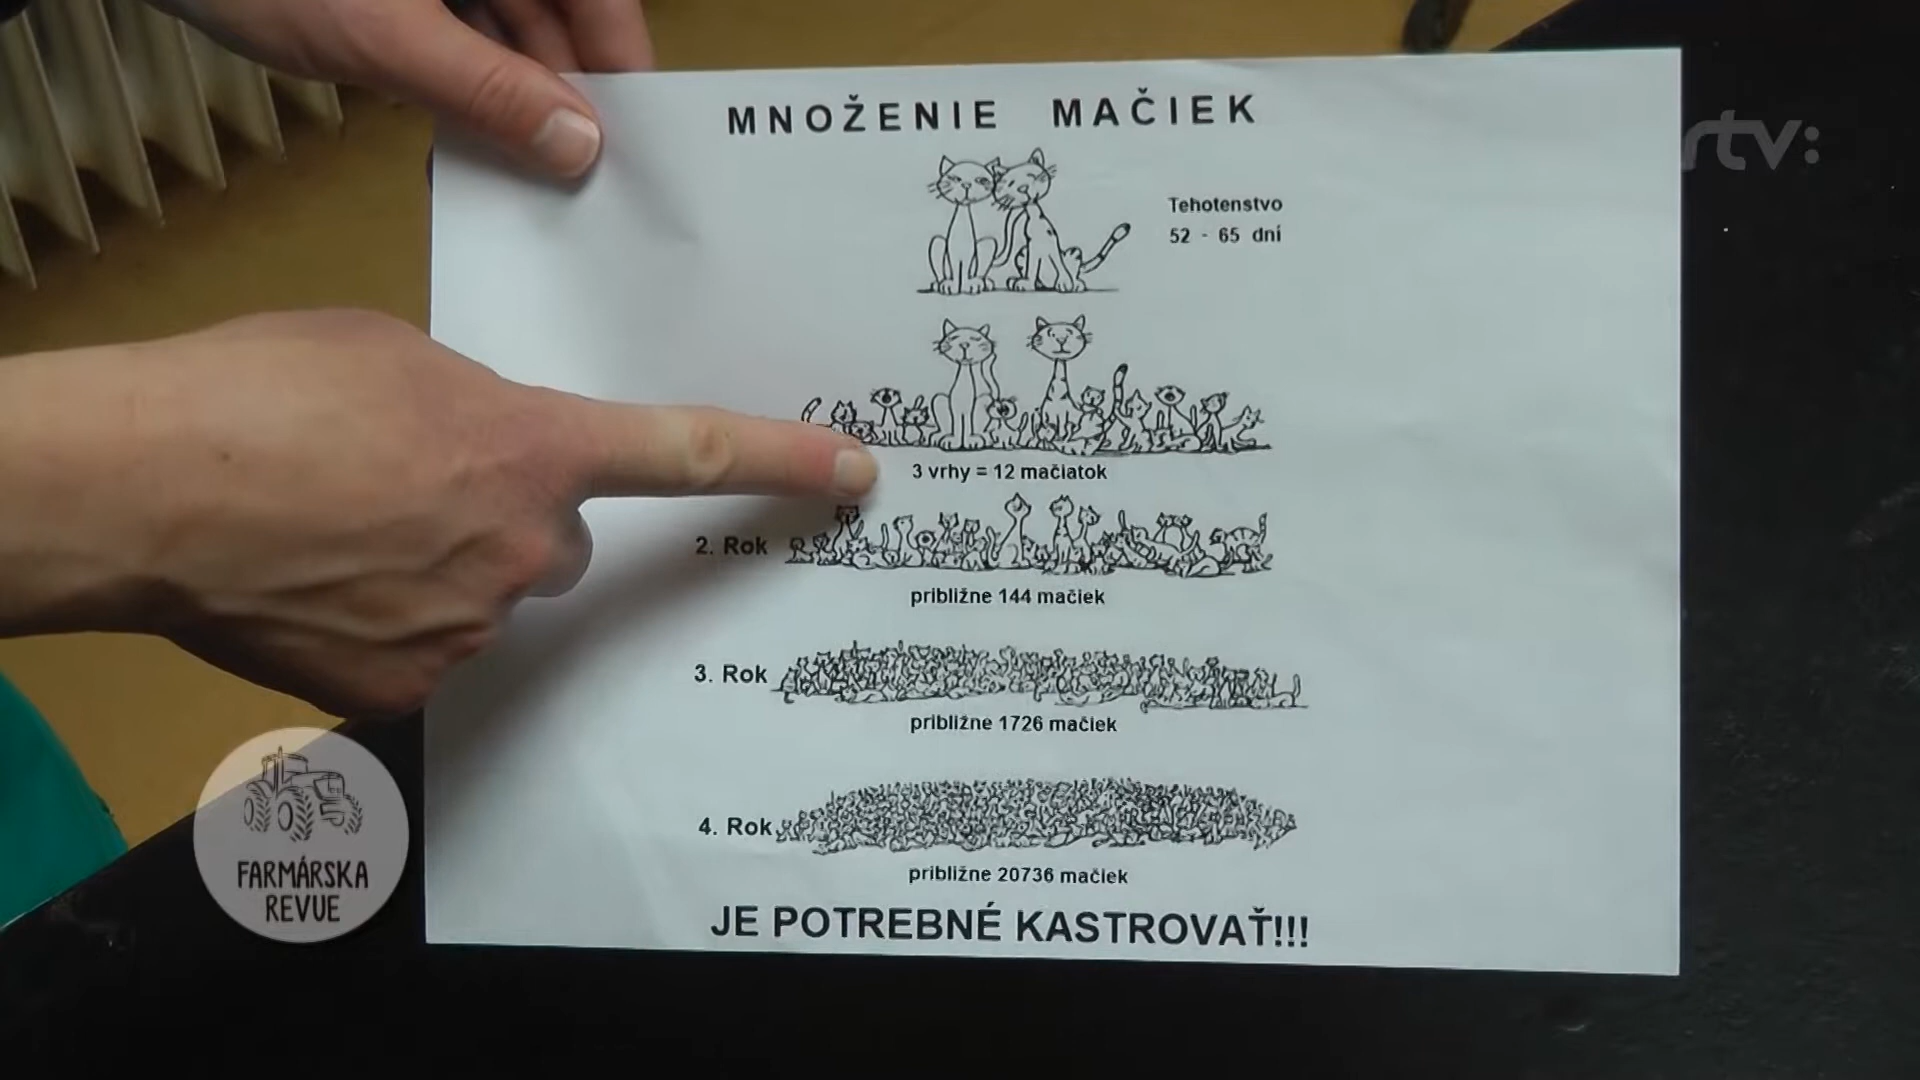 MNOŽENIE MAČIEK
rtv:
Tehotenstvo
52 - 65 dní
3 vrhy = 12 mačiatok
2. Rok
približne 144 mačiek
3. Rok
približne 1726 mačiek
4. Rok
približne 20736 mačiek
JE POTREBNÉ KASTROVAŤ!!!
FARMÁRSKA
REVUE